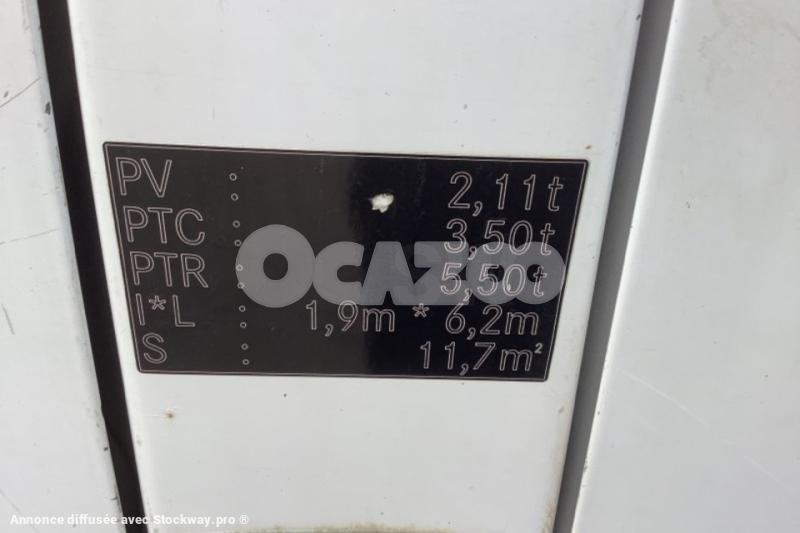 PV : 2,11t
PTC : 3,50t
PTR : 5,50t
l*L : 1,9m * 6,2m
S : 11,7m²
OCAZOO
Annonce diffusée avec Stockway.pro ®